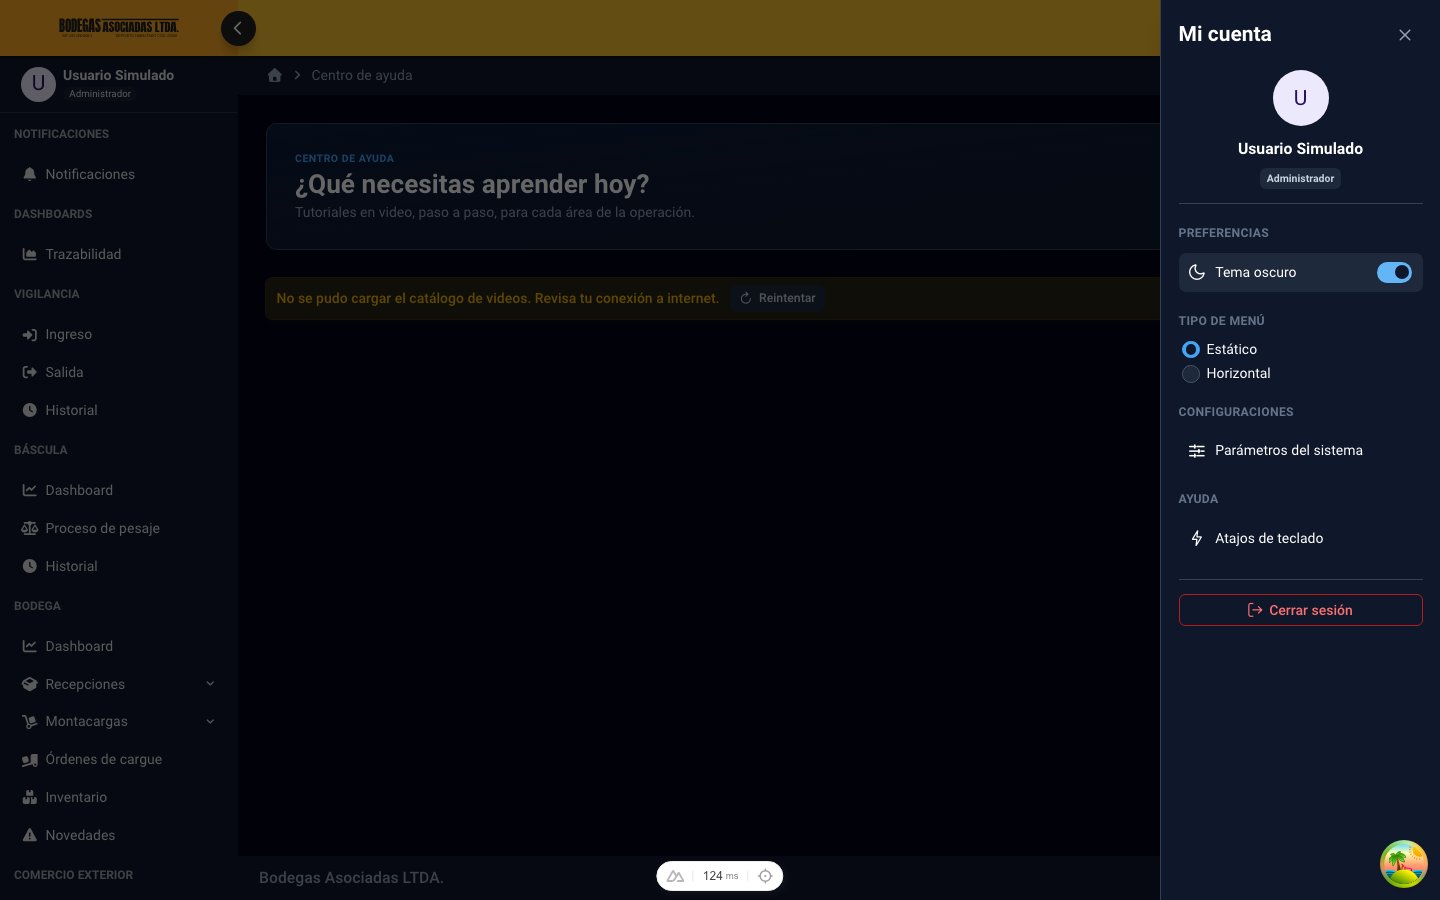 BODEGAS ASOCIADAS LTDA.
Usuario Simulado
Administrador
NOTIFICACIONES
Notificaciones
DASHBOARDS
Trazabilidad
VIGILANCIA
Ingreso
Salida
Historial
BÁSCULA
Dashboard
Proceso de pesaje
Historial
BODEGA
Dashboard
Recepciones
Montacargas
Órdenes de cargue
Inventario
Novedades
COMERCIO EXTERIOR
Centro de ayuda
CENTRO DE AYUDA
¿Qué necesitas aprender hoy?
Tutoriales en video, paso a paso, para cada área de la operación.
No se pudo cargar el catálogo de videos. Revisa tu conexión a internet.
Reintentar
Bodegas Asociadas LTDA.
124 ms
Mi cuenta
U
Usuario Simulado
Administrador
PREFERENCIAS
Tema oscuro
TIPO DE MENÚ
Estático
Horizontal
CONFIGURACIONES
Parámetros del sistema
AYUDA
Atajos de teclado
Cerrar sesión